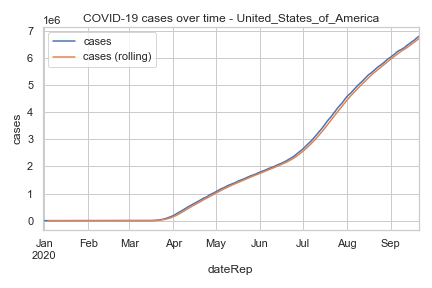 COVID-19 cases over time - United_States_of_America
1e6
cases
cases (rolling)
7
6
5
4
3
2
1
0
cases
Jan Feb Mar Apr May Jun Jul Aug Sep
2020
dateRep